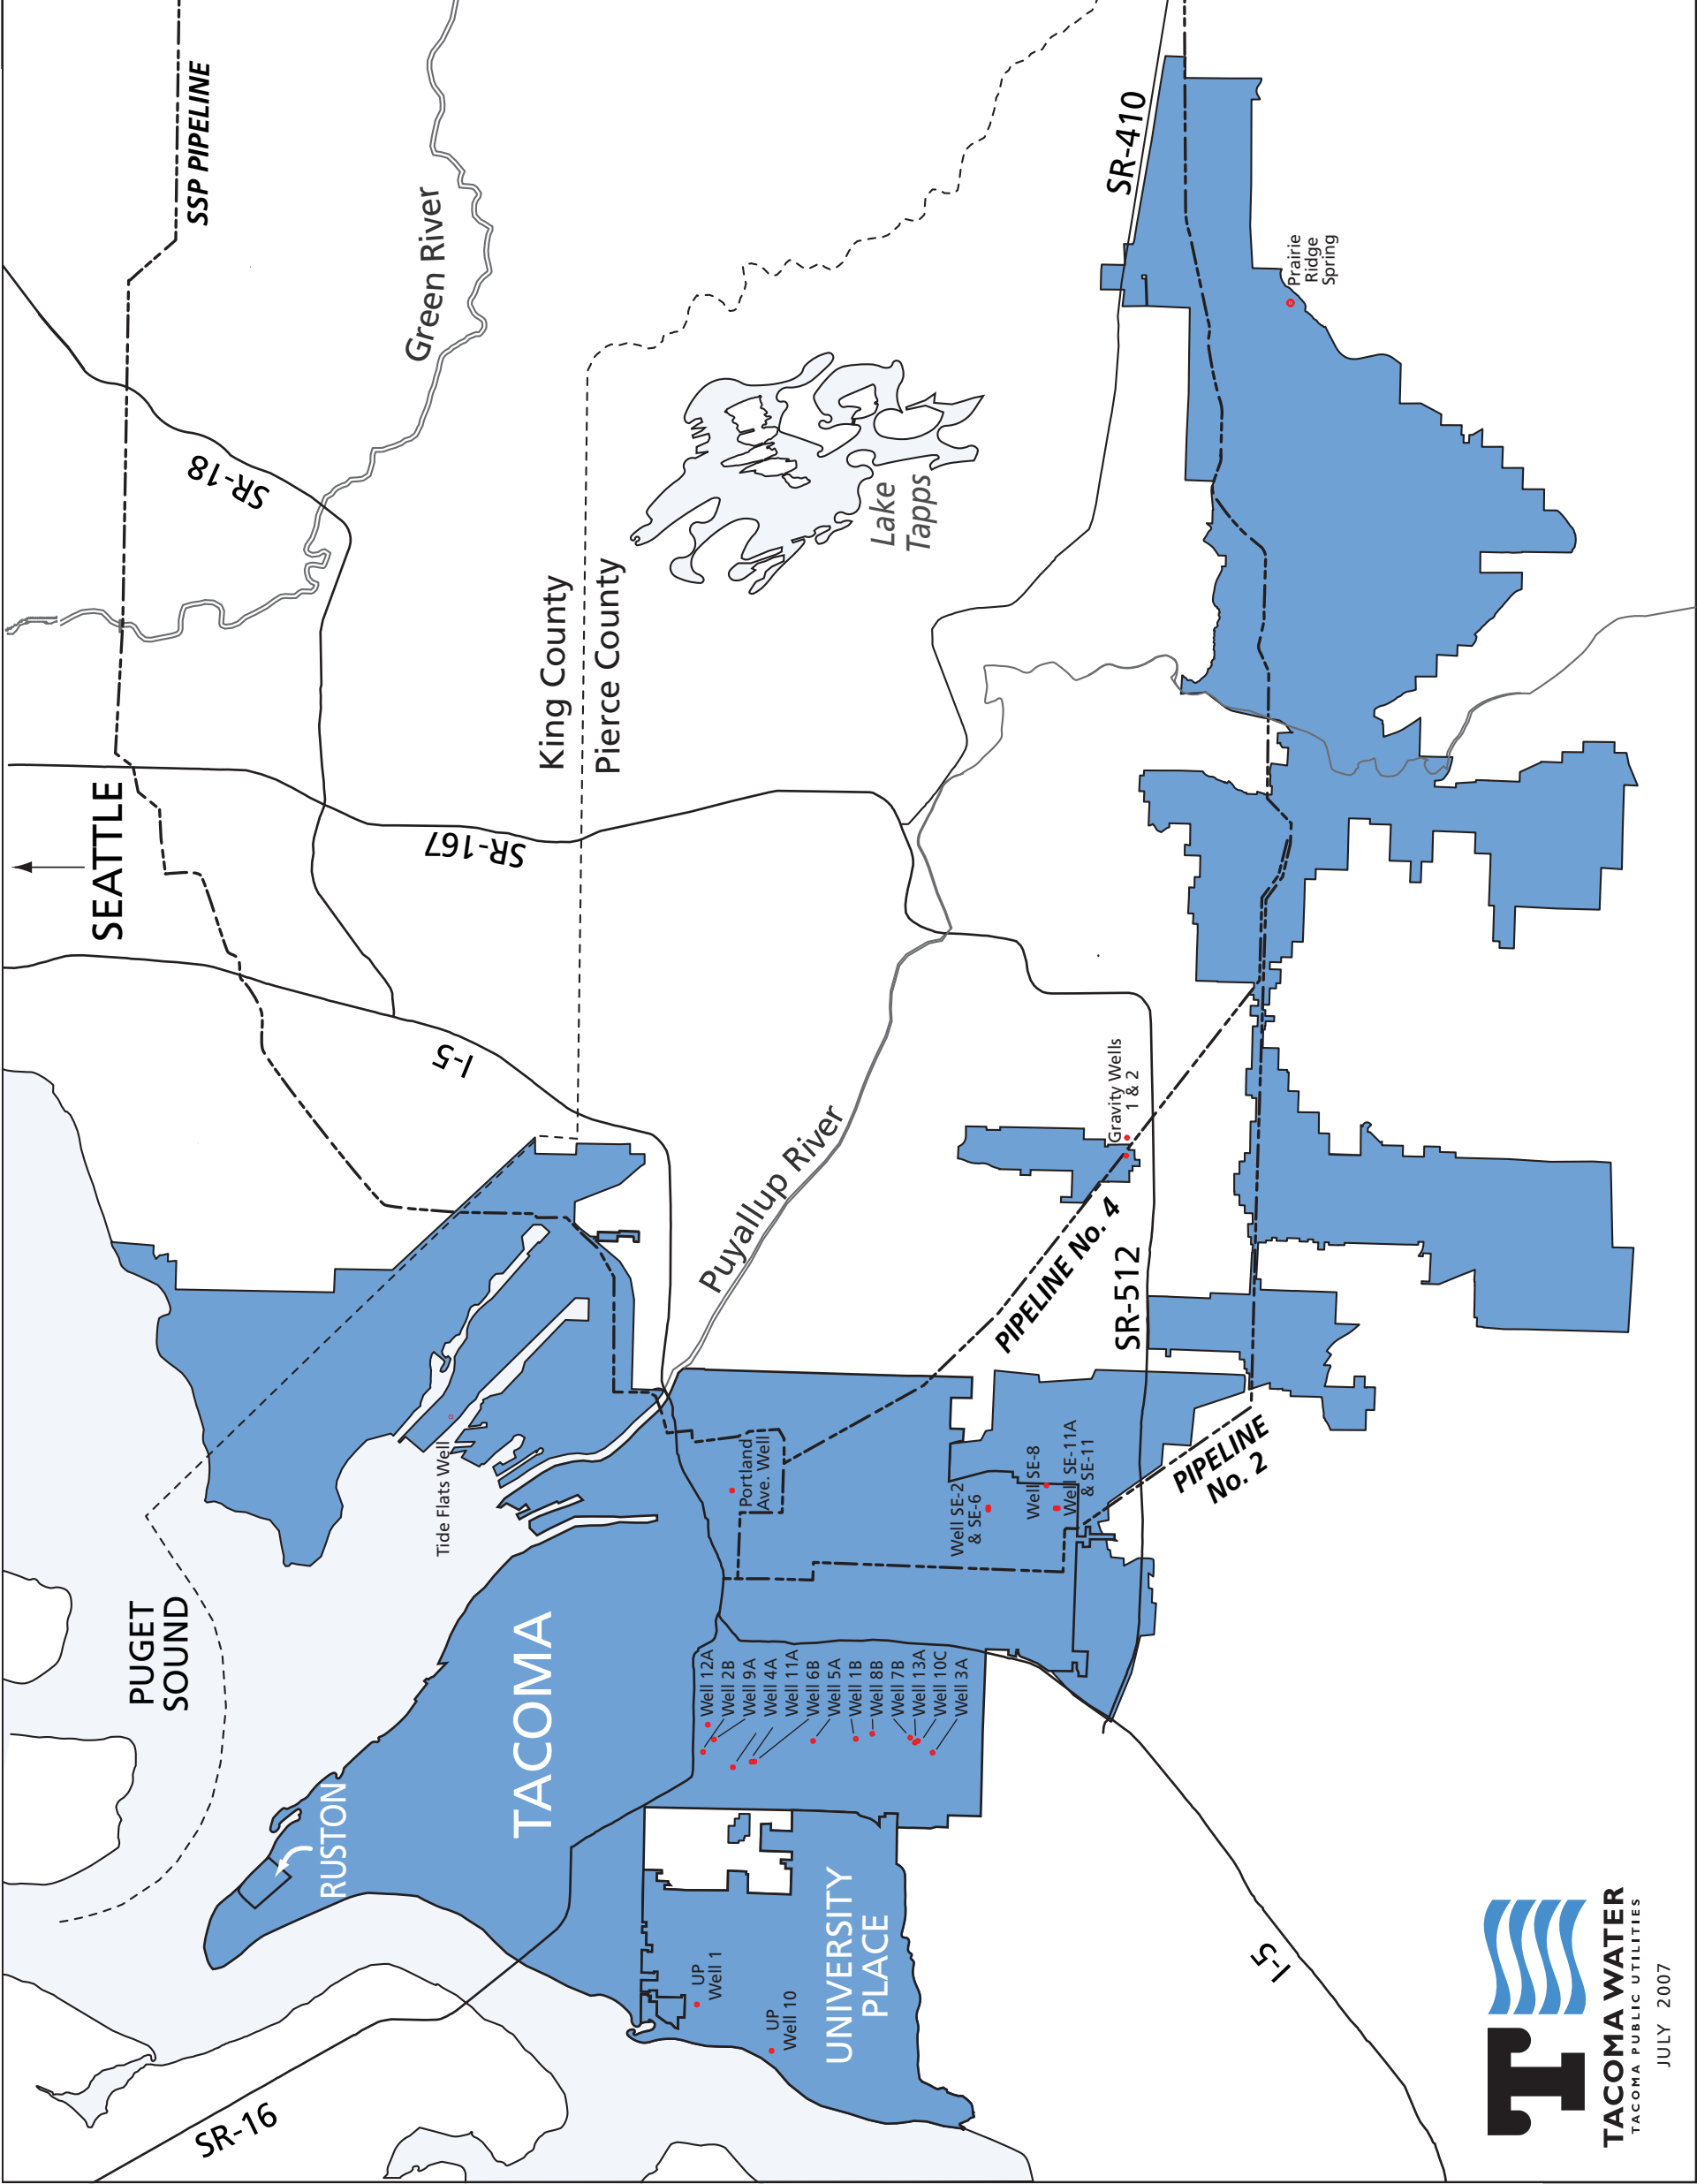 SEATTLE
SSP PIPELINE
SR-18
Green River
SR-167
I-5
King County
Pierce County
Lake
Tapps
SR-410
Prairie
Ridge
Spring
PUGET
SOUND
Tide Flats Well
Puyallup River
Gravity Wells
1 & 2
PIPELINE No. 4
SR-512
PIPELINE
No. 2
RUSTON
TACOMA
Portland
Ave. Well
Well SE-2
& SE-6
Well SE-8
Well SE-11A
& SE-11
Well 12A
Well 2B
Well 9A
Well 4A
Well 11A
Well 6B
Well 5A
Well 1B
Well 8B
Well 7B
Well 13A
Well 10C
Well 3A
SR-16
UP
Well 1
UP
Well 10
UNIVERSITY
PLACE
I-5
TACOMA WATER
TACOMA PUBLIC UTILITIES
JULY 2007